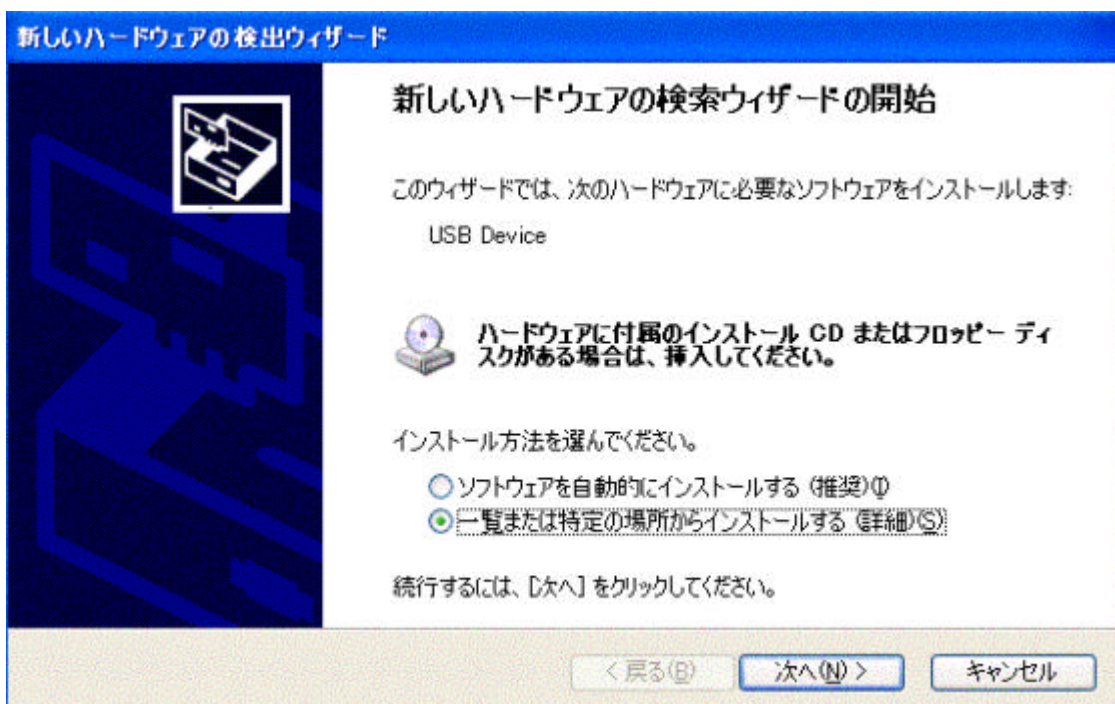 新しいハードウェアの検出ウィザード
新しいハードウェアの検索ウィザードの開始
このウィザードでは、次のハードウェアに必要なソフトウェアをインストールします:
USB Device
ハードウェアに付属のインストール CD またはフロッピー ディ
スクがある場合は、挿入してください。
インストール方法を選んでください。
ソフトウェアを自動的にインストールする (推奨)(I)
一覧または特定の場所からインストールする (詳細)(S)
続行するには、[次へ] をクリックしてください。
< 戻る(B)
次へ(N) >
キャンセル